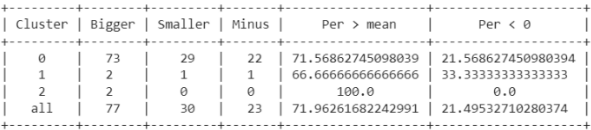 +---------+--------+---------+-------+-------------------+--------------------+
| Cluster | Bigger | Smaller | Minus | Per > mean | Per < 0 |
+---------+--------+---------+-------+-------------------+--------------------+
| 0 | 73 | 29 | 22 | 71.56862745098039 | 21.568627450980394 |
| 1 | 2 | 1 | 1 | 66.66666666666666 | 33.33333333333333 |
| 2 | 2 | 0 | 0 | 100.0 | 0.0 |
| all | 77 | 30 | 23 | 71.96261682242991 | 21.49532710280374 |
+---------+--------+---------+-------+-------------------+--------------------+